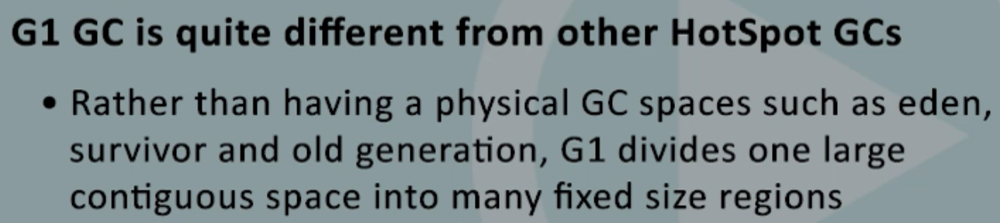 G1 GC is quite different from other HotSpot GCs
• Rather than having a physical GC spaces such as eden,
survivor and old generation, G1 divides one large
contiguous space into many fixed size regions